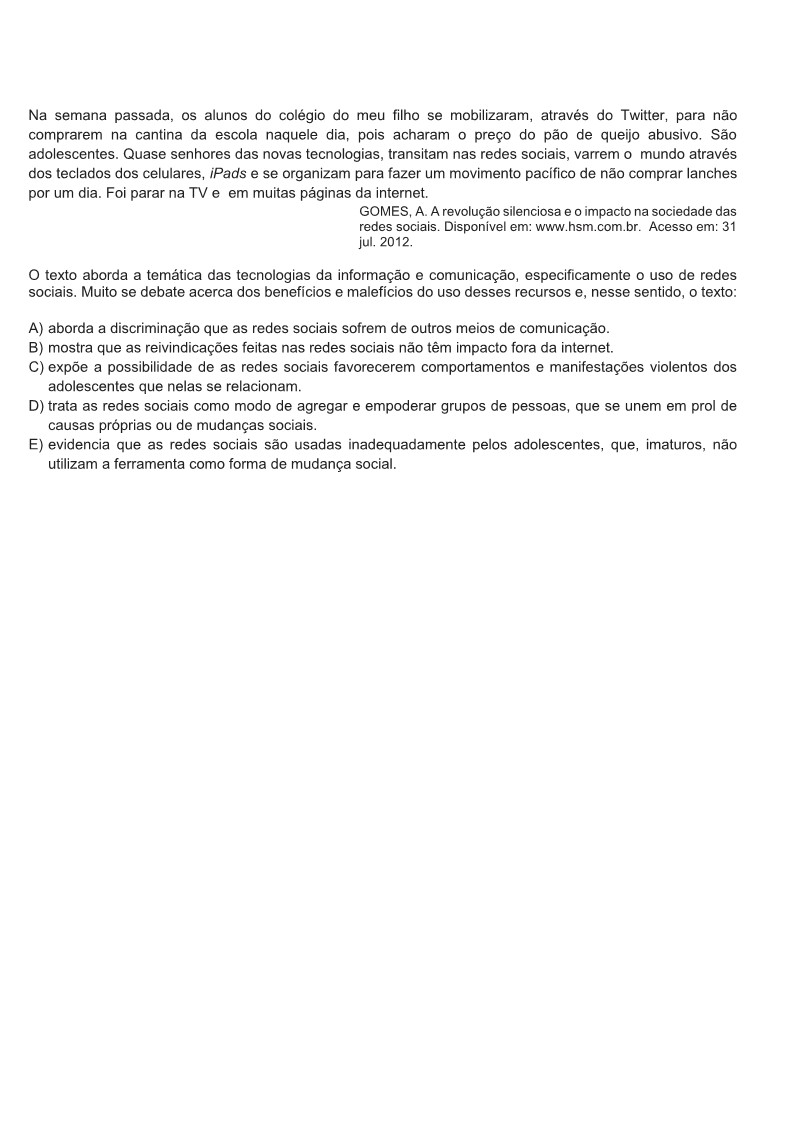 Na semana passada, os alunos do colégio do meu filho se mobilizaram, através do Twitter, para não
comprarem na cantina da escola naquele dia, pois acharam o preço do pão de queijo abusivo. São
adolescentes. Quase senhores das novas tecnologias, transitam nas redes sociais, varrem o mundo através
dos teclados dos celulares, iPads e se organizam para fazer um movimento pacífico de não comprar lanches
por um dia. Foi parar na TV e em muitas páginas da internet.
GOMES, A. A revolução silenciosa e o impacto na sociedade das
redes sociais. Disponível em: www.hsm.com.br. Acesso em: 31
jul. 2012.
O texto aborda a temática das tecnologias da informação e comunicação, especificamente o uso de redes
sociais. Muito se debate acerca dos benefícios e malefícios do uso desses recursos e, nesse sentido, o texto:
A) aborda a discriminação que as redes sociais sofrem de outros meios de comunicação.
B) mostra que as reivindicações feitas nas redes sociais não têm impacto fora da internet.
C) expõe a possibilidade de as redes sociais favorecerem comportamentos e manifestações violentos dos
adolescentes que nelas se relacionam.
D) trata as redes sociais como modo de agregar e empoderar grupos de pessoas, que se unem em prol de
causas próprias ou de mudanças sociais.
E) evidencia que as redes sociais são usadas inadequadamente pelos adolescentes, que, imaturos, não
utilizam a ferramenta como forma de mudança social.